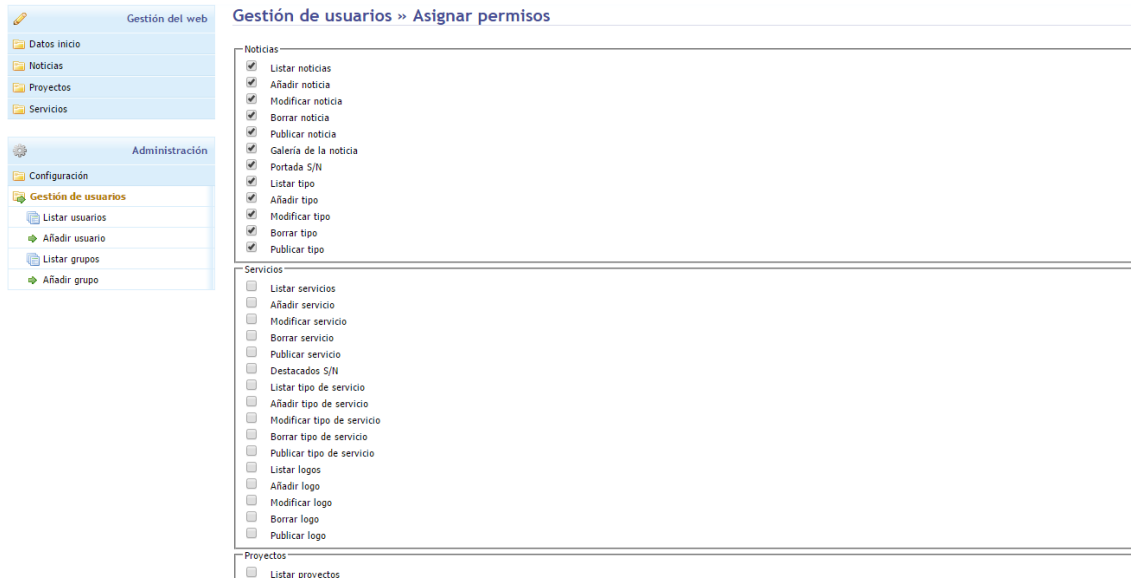 Gestión del web
Datos inicio
Noticias
Proyectos
Servicios
Administración
Configuración
Gestión de usuarios
Listar usuarios
Añadir usuario
Listar grupos
Añadir grupo
Gestión de usuarios » Asignar permisos
Noticias
Listar noticias
Añadir noticia
Modificar noticia
Borrar noticia
Publicar noticia
Galería de la noticia
Portada S/N
Listar tipo
Añadir tipo
Modificar tipo
Borrar tipo
Publicar tipo
Servicios
Listar servicios
Añadir servicio
Modificar servicio
Borrar servicio
Publicar servicio
Destacados S/N
Listar tipo de servicio
Añadir tipo de servicio
Modificar tipo de servicio
Borrar tipo de servicio
Publicar tipo de servicio
Listar logos
Añadir logo
Modificar logo
Borrar logo
Publicar logo
Proyectos
Listar proyectos